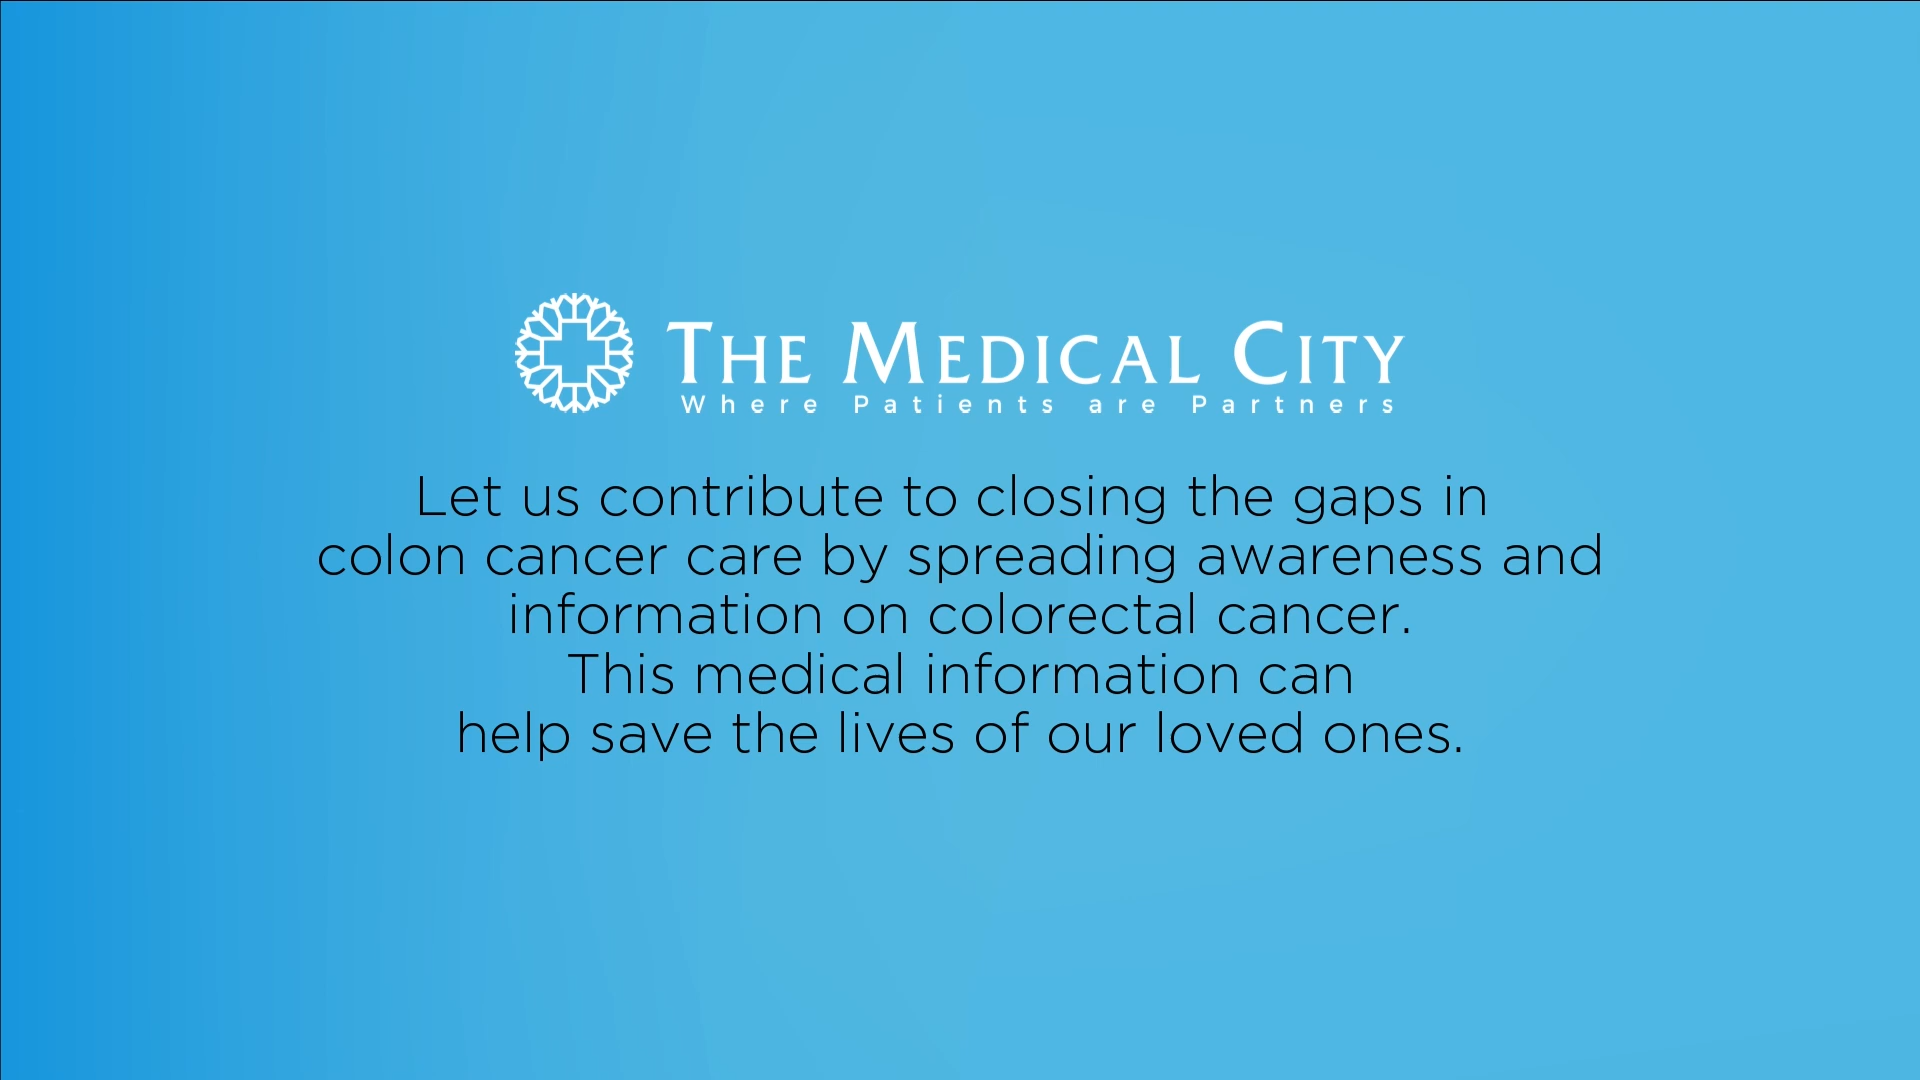 The Medical City
Where Patients are Partners
Let us contribute to closing the gaps in
colon cancer care by spreading awareness and
information on colorectal cancer.
This medical information can
help save the lives of our loved ones.